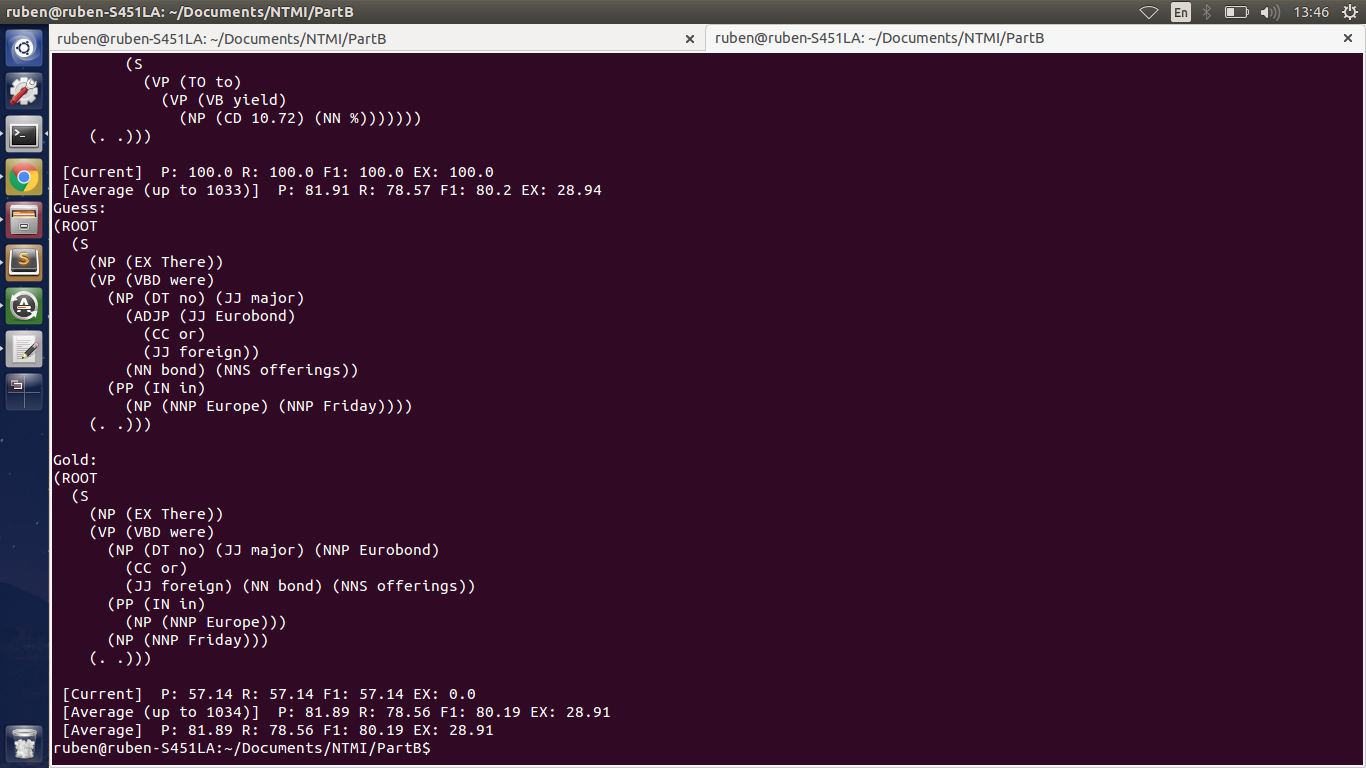 ruben@ruben-S451LA: ~/Documents/NTMI/PartB
En
13:46
ruben@ruben-S451LA: ~/Documents/NTMI/PartB ×
ruben@ruben-S451LA: ~/Documents/NTMI/PartB ×
        (S
          (VP (TO to)
            (VP (VB yield)
              (NP (CD 10.72) (NN %)))))))
    (. .)))
 [Current]  P: 100.0 R: 100.0 F1: 100.0 EX: 100.0
 [Average (up to 1033)]  P: 81.91 R: 78.57 F1: 80.2 EX: 28.94
Guess:
(ROOT
  (S
    (NP (EX There))
    (VP (VBD were)
      (NP (DT no) (JJ major)
        (ADJP (JJ Eurobond)
          (CC or)
          (JJ foreign))
        (NN bond) (NNS offerings))
      (PP (IN in)
        (NP (NNP Europe) (NNP Friday))))
    (. .)))
Gold:
(ROOT
  (S
    (NP (EX There))
    (VP (VBD were)
      (NP (DT no) (JJ major) (NNP Eurobond)
        (CC or)
        (JJ foreign) (NN bond) (NNS offerings))
      (PP (IN in)
        (NP (NNP Europe)))
      (NP (NNP Friday)))
    (. .)))
 [Current]  P: 57.14 R: 57.14 F1: 57.14 EX: 0.0
 [Average (up to 1034)]  P: 81.89 R: 78.56 F1: 80.19 EX: 28.91
 [Average]  P: 81.89 R: 78.56 F1: 80.19 EX: 28.91
ruben@ruben-S451LA:~/Documents/NTMI/PartB$